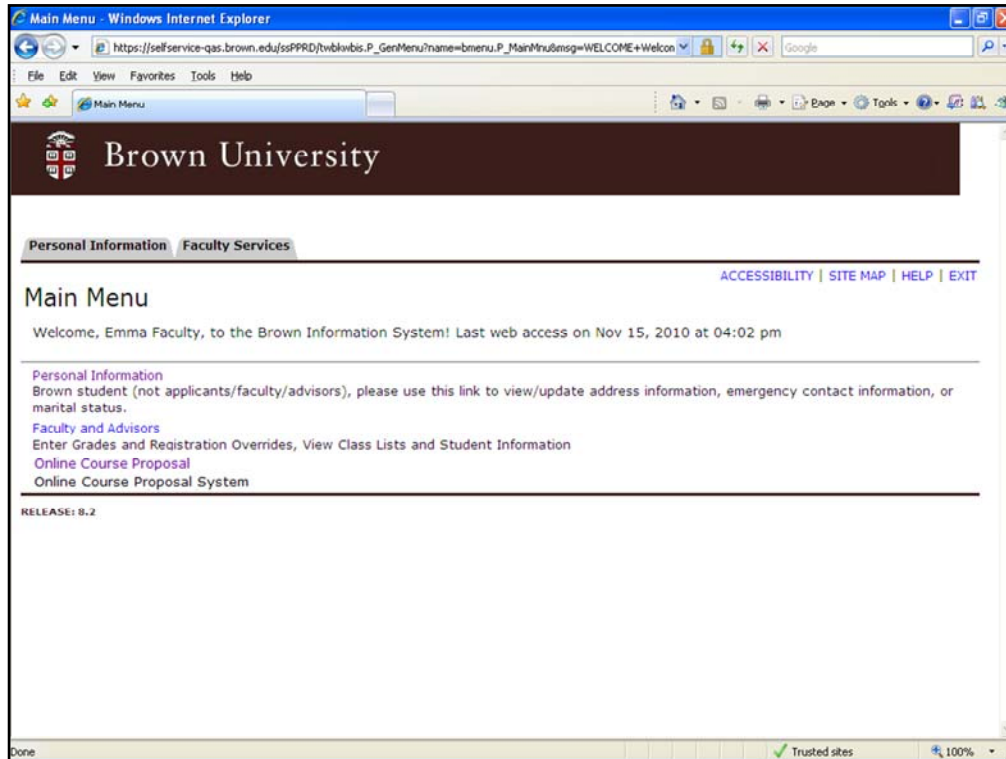 Main Menu - Windows Internet Explorer
https://selfservice-qas.brown.edu/ssPPRD/twbkwbis.P_GenMenu?name=bmenu.P_MainMnu&msg=WELCOME+Welcon
Google
File Edit View Favorites Tools Help
Main Menu
Page Tools
Brown University
Personal Information Faculty Services
ACCESSIBILITY | SITE MAP | HELP | EXIT
Main Menu
Welcome, Emma Faculty, to the Brown Information System! Last web access on Nov 15, 2010 at 04:02 pm
Personal Information
Brown student (not applicants/faculty/advisors), please use this link to view/update address information, emergency contact information, or
marital status.
Faculty and Advisors
Enter Grades and Registration Overrides, View Class Lists and Student Information
Online Course Proposal
Online Course Proposal System
RELEASE: 8.2
Done
Trusted sites
100%